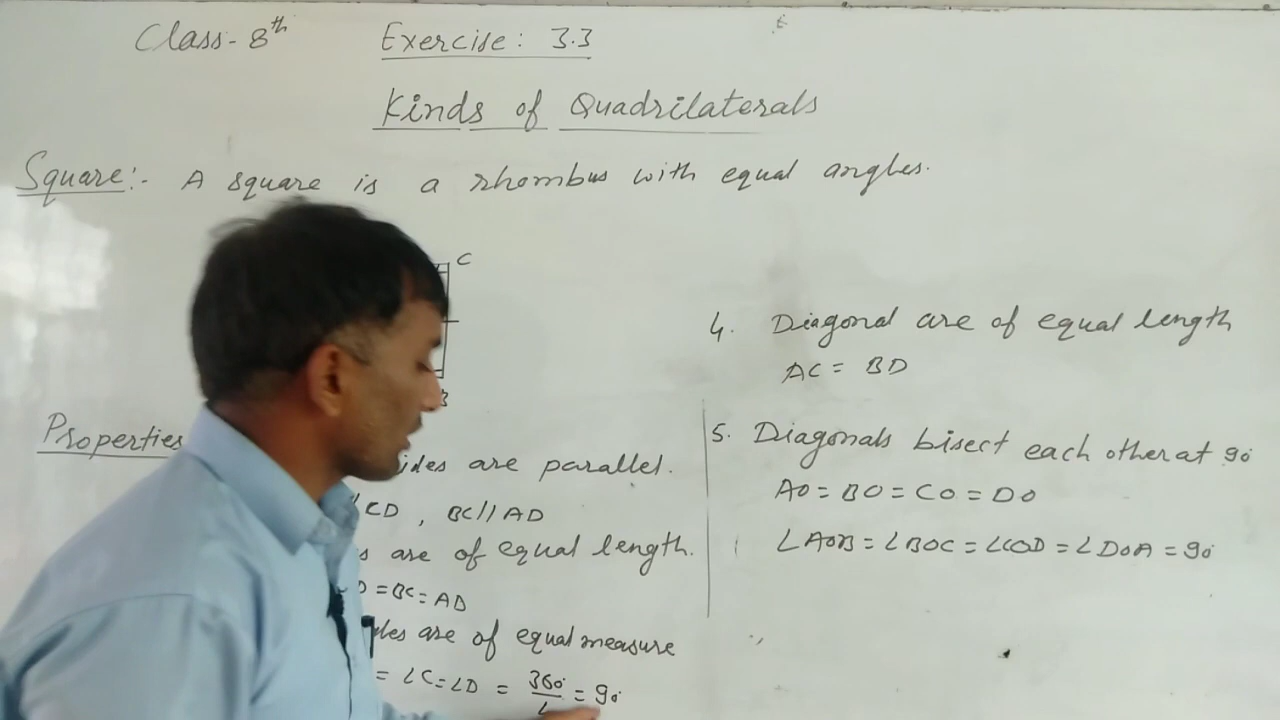 Class - 8th Exercise: 3.3
Kinds of Quadrilaterals
Square:- A square is a rhombus with equal angles.
C
Properties
are parallel.
CD, BC//AD
are of equal length.
= BC = AD
are of equal measure
= ∠C = ∠D = 360°/ = 90°
4. Diagonal are of equal length
AC = BD
5. Diagonals bisect each other at 90°
AO = BO = CO = DO
∠AOB = ∠BOC = ∠COD = ∠DOA = 90°